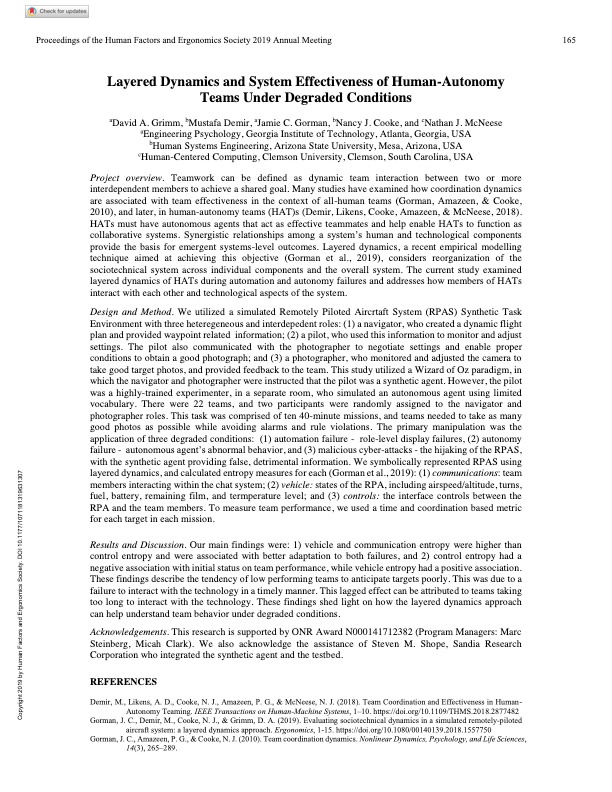 Check for updates
Proceedings of the Human Factors and Ergonomics Society 2019 Annual Meeting
165
Layered Dynamics and System Effectiveness of Human-Autonomy
Teams Under Degraded Conditions
aDavid A. Grimm, bMustafa Demir, aJamie C. Gorman, bNancy J. Cooke, and cNathan J. McNeese
aEngineering Psychology, Georgia Institute of Technology, Atlanta, Georgia, USA
bHuman Systems Engineering, Arizona State University, Mesa, Arizona, USA
cHuman-Centered Computing, Clemson University, Clemson, South Carolina, USA
Project overview. Teamwork can be defined as dynamic team interaction between two or more
interdependent members to achieve a shared goal. Many studies have examined how coordination dynamics
are associated with team effectiveness in the context of all-human teams (Gorman, Amazeen, & Cooke,
2010), and later, in human-autonomy teams (HAT)s (Demir, Likens, Cooke, Amazeen, & McNeese, 2018).
HATs must have autonomous agents that act as effective teammates and help enable HATs to function as
collaborative systems. Synergistic relationships among a system's human and technological components
provide the basis for emergent systems-level outcomes. Layered dynamics, a recent empirical modelling
technique aimed at achieving this objective (Gorman et al., 2019), considers reorganization of the
sociotechnical system across individual components and the overall system. The current study examined
layered dynamics of HATs during automation and autonomy failures and addresses how members of HATs
interact with each other and technological aspects of the system.
Design and Method. We utilized a simulated Remotely Piloted Aircrtaft System (RPAS) Synthetic Task
Environment with three heteregeneous and interdepedent roles: (1) a navigator, who created a dynamic flight
plan and provided waypoint related information; (2) a pilot, who used this information to monitor and adjust
settings. The pilot also communicated with the photographer to negotiate settings and enable proper
conditions to obtain a good photograph; and (3) a photographer, who monitored and adjusted the camera to
take good target photos, and provided feedback to the team. This study utilized a Wizard of Oz paradigm, in
which the navigator and photographer were instructed that the pilot was a synthetic agent. However, the pilot
was a highly-trained experimenter, in a separate room, who simulated an autonomous agent using limited
vocabulary. There were 22 teams, and two participants were randomly assigned to the navigator and
photographer roles. This task was comprised of ten 40-minute missions, and teams needed to take as many
good photos as possible while avoiding alarms and rule violations. The primary manipulation was the
application of three degraded conditions: (1) automation failure - role-level display failures, (2) autonomy
failure - autonomous agent's abnormal behavior, and (3) malicious cyber-attacks - the hijaking of the RPAS,
with the synthetic agent providing false, detrimental information. We symbolically represented RPAS using
layered dynamics, and calculated entropy measures for each (Gorman et al., 2019): (1) communications: team
members interacting within the chat system; (2) vehicle: states of the RPA, including airspeed/altitude, turns,
fuel, battery, remaining film, and termperature level; and (3) controls: the interface controls between the
RPA and the team members. To measure team performance, we used a time and coordination based metric
for each target in each mission.
Results and Discussion. Our main findings were: 1) vehicle and communication entropy were higher than
control entropy and were associated with better adaptation to both failures, and 2) control entropy had a
negative association with initial status on team performance, while vehicle entropy had a positive association.
These findings describe the tendency of low performing teams to anticipate targets poorly. This was due to a
failure to interact with the technology in a timely manner. This lagged effect can be attributed to teams taking
too long to interact with the technology. These findings shed light on how the layered dynamics approach
can help understand team behavior under degraded conditions.
Acknowledgements. This research is supported by ONR Award N000141712382 (Program Managers: Marc
Steinberg, Micah Clark). We also acknowledge the assistance of Steven M. Shope, Sandia Research
Corporation who integrated the synthetic agent and the testbed.
REFERENCES
Demir, M., Likens, A. D., Cooke, N. J., Amazeen, P. G., & McNeese, N. J. (2018). Team Coordination and Effectiveness in Human-
Autonomy Teaming. IEEE Transactions on Human-Machine Systems, 1–10. https://doi.org/10.1109/THMS.2018.2877482
Gorman, J. C., Demir, M., Cooke, N. J., & Grimm, D. A. (2019). Evaluating sociotechnical dynamics in a simulated remotely-piloted
aircraft system: a layered dynamics approach. Ergonomics, 1-15. https://doi.org/10.1080/00140139.2018.1557750
Gorman, J. C., Amazeen, P. G., & Cooke, N. J. (2010). Team coordination dynamics. Nonlinear Dynamics, Psychology, and Life Sciences,
14(3), 265–289.
Copyright 2019 by Human Factors and Ergonomics Society. DOI 10.1177/1071181319631307